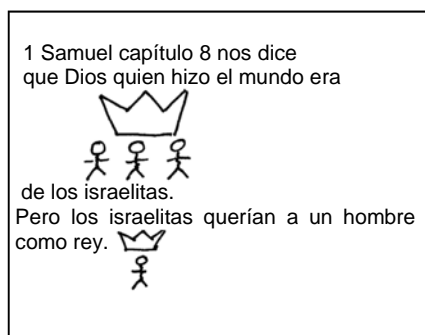 1 Samuel capítulo 8 nos dice
que Dios quien hizo el mundo era
de los israelitas.
Pero los israelitas querían a un hombre
como rey.